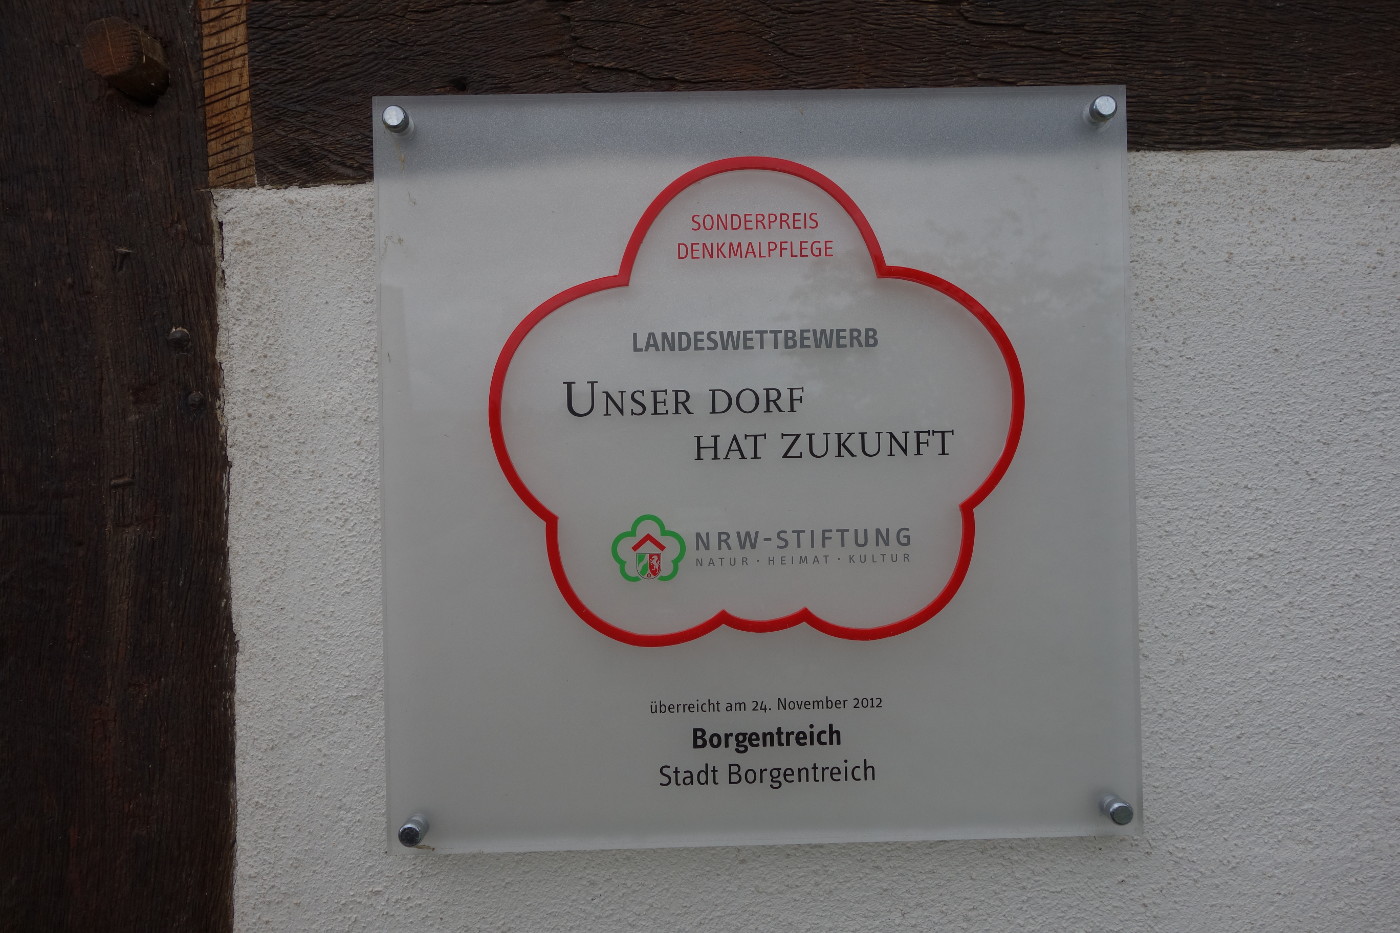 SONDERPREIS
DENKMALPFLEGE
LANDESWETTBEWERB
UNSER DORF
HAT ZUKUNFT
NRW-STIFTUNG
NATUR · HEIMAT · KULTUR
überreicht am 24. November 2012
Borgentreich
Stadt Borgentreich